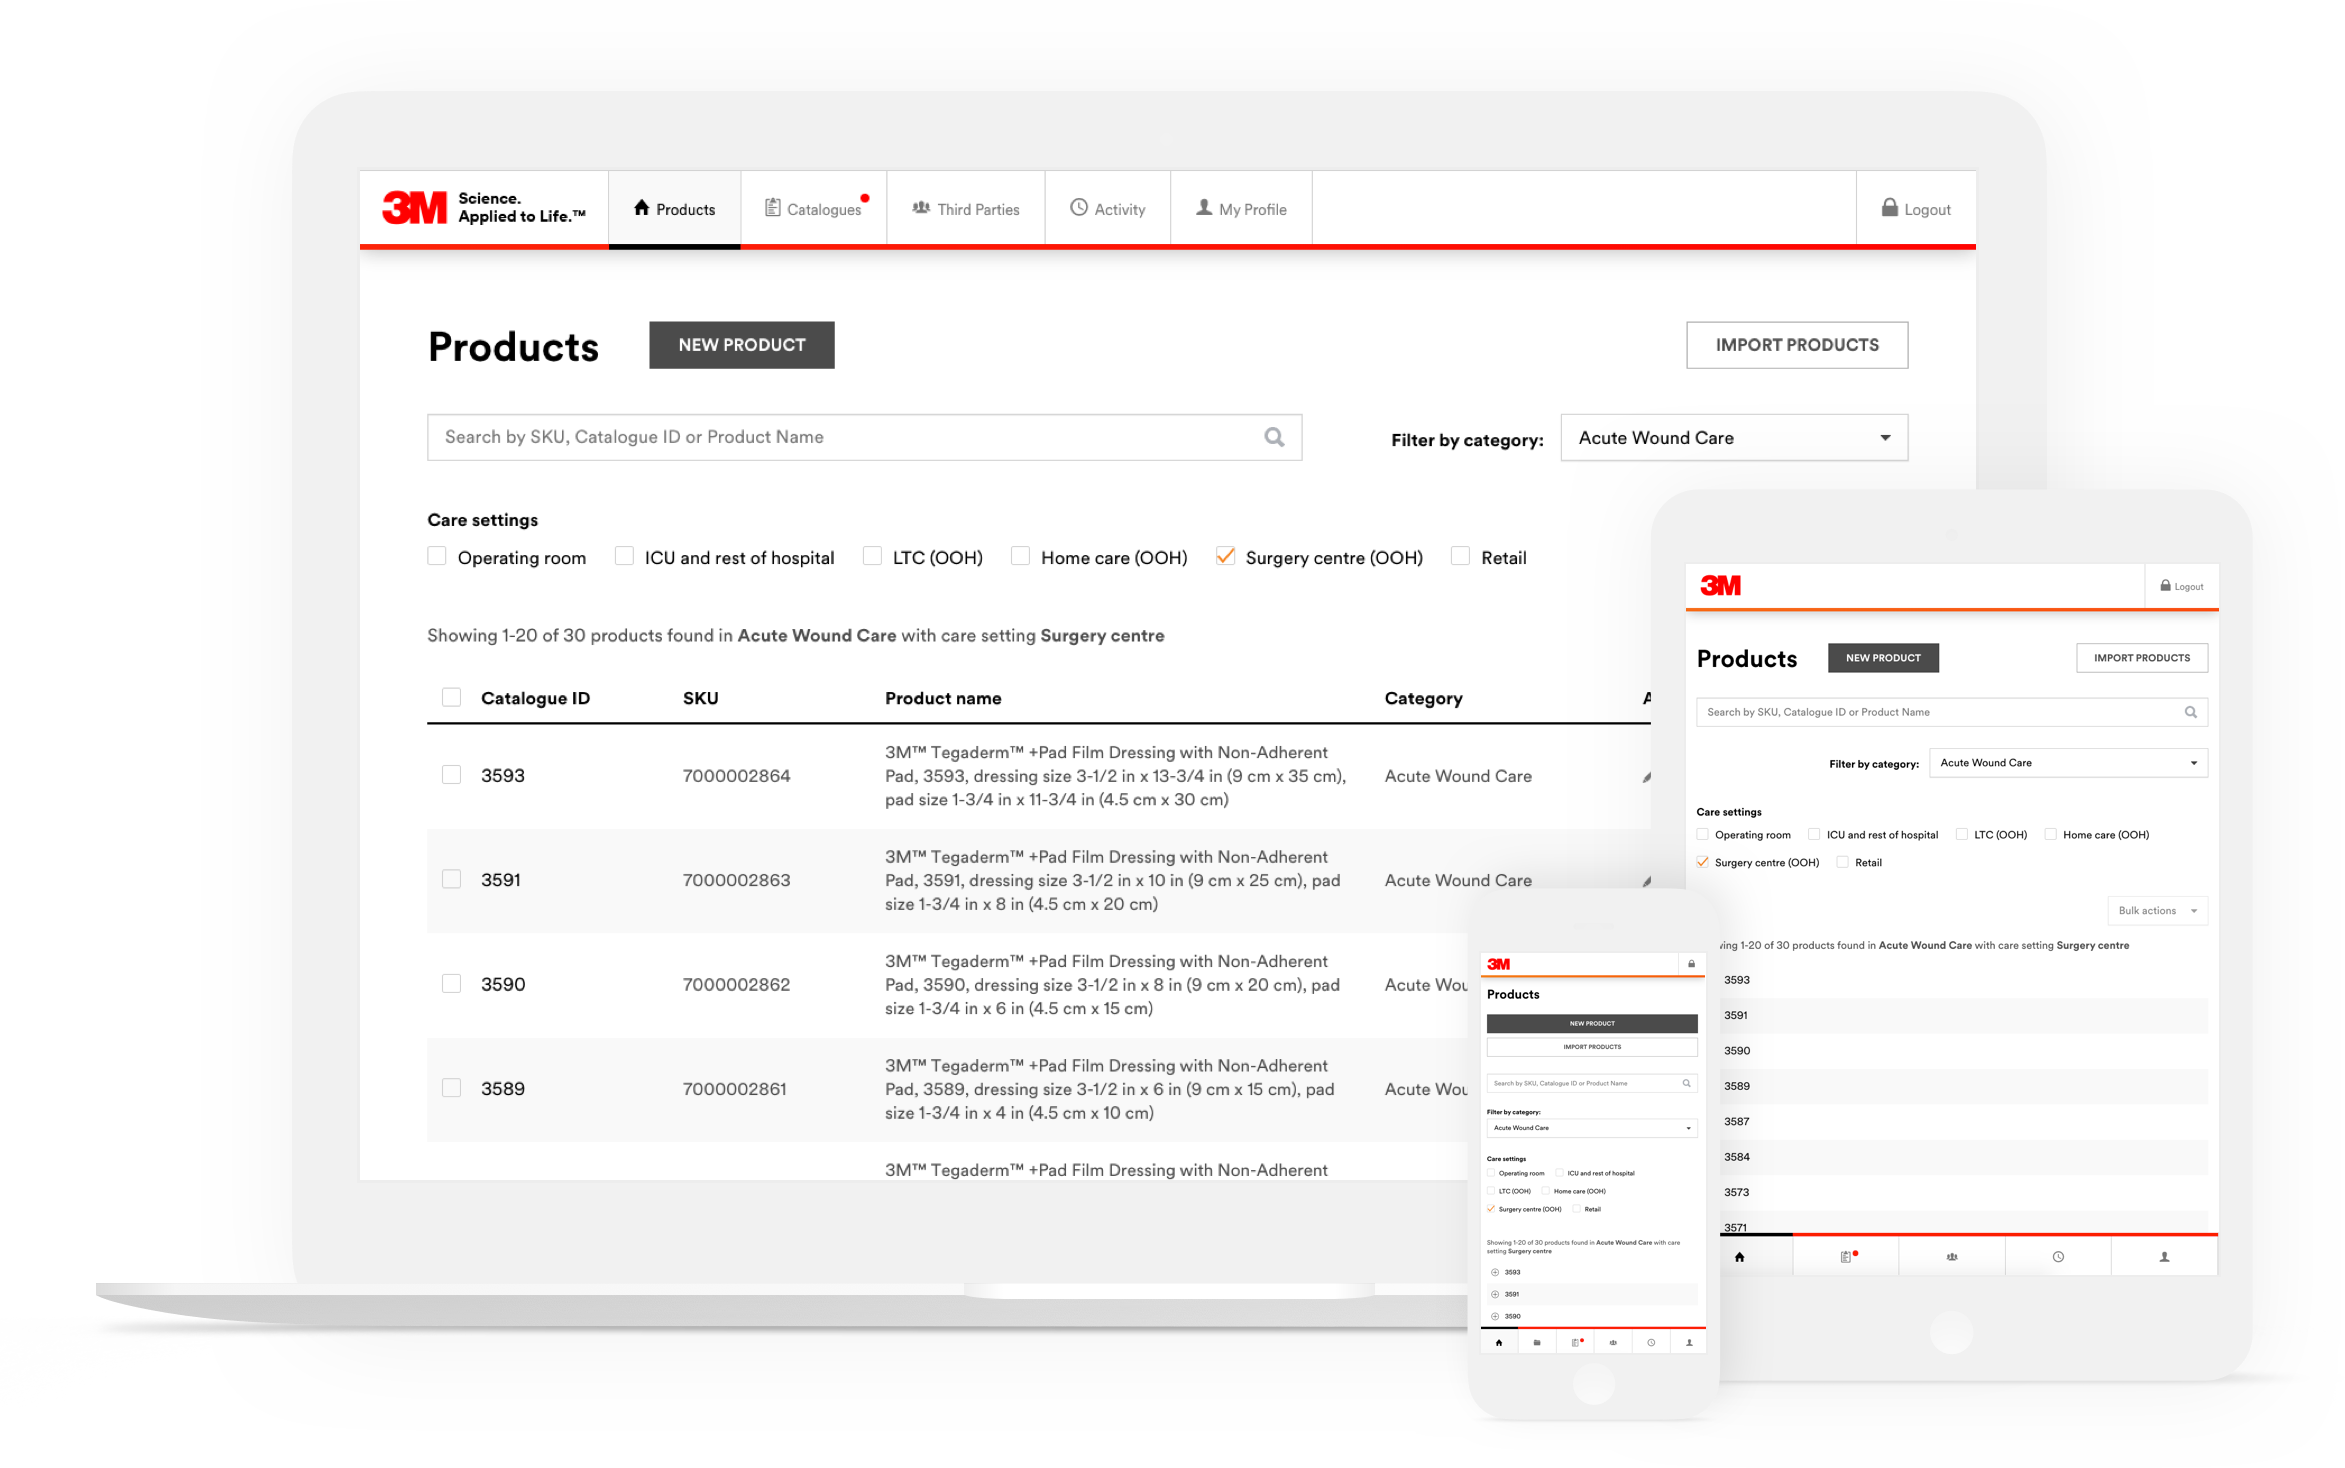 3M Science.
Applied to Life.™
Products
Catalogues
Third Parties
Activity
My Profile
Logout
Products
NEW PRODUCT
IMPORT PRODUCTS
Search by SKU, Catalogue ID or Product Name
Filter by category:
Acute Wound Care
Care settings
Operating room
ICU and rest of hospital
LTC (OOH)
Home care (OOH)
Surgery centre (OOH)
Retail
Showing 1-20 of 30 products found in Acute Wound Care with care setting Surgery centre
Catalogue ID
SKU
Product name
Category
3593
7000002864
3M™ Tegaderm™ +Pad Film Dressing with Non-Adherent
Pad, 3593, dressing size 3-1/2 in x 13-3/4 in (9 cm x 35 cm),
pad size 1-3/4 in x 11-3/4 in (4.5 cm x 30 cm)
Acute Wound Care
3591
7000002863
3M™ Tegaderm™ +Pad Film Dressing with Non-Adherent
Pad, 3591, dressing size 3-1/2 in x 10 in (9 cm x 25 cm), pad
size 1-3/4 in x 8 in (4.5 cm x 20 cm)
Acute Wound Care
3590
7000002862
3M™ Tegaderm™ +Pad Film Dressing with Non-Adherent
Pad, 3590, dressing size 3-1/2 in x 8 in (9 cm x 20 cm), pad
size 1-3/4 in x 6 in (4.5 cm x 15 cm)
Acute Wou
3589
7000002861
3M™ Tegaderm™ +Pad Film Dressing with Non-Adherent
Pad, 3589, dressing size 3-1/2 in x 6 in (9 cm x 15 cm), pad
size 1-3/4 in x 4 in (4.5 cm x 10 cm)
Acute Wou
3M™ Tegaderm™ +Pad Film Dressing with Non-Adherent
3M
Logout
Products
NEW PRODUCT
IMPORT PRODUCTS
Search by SKU, Catalogue ID or Product Name
Filter by category:
Acute Wound Care
Care settings
Operating room
ICU and rest of hospital
LTC (OOH)
Home care (OOH)
Surgery centre (OOH)
Retail
Bulk actions
ving 1-20 of 30 products found in Acute Wound Care with care setting Surgery centre
3593
3591
3590
3589
3587
3584
3573
3571
3M
Products
NEW PRODUCT
IMPORT PRODUCTS
Search by SKU, Catalogue ID or Product Name
Filter by category:
Acute Wound Care
Care settings
Operating room
ICU and rest of hospital
LTC (OOH)
Home care (OOH)
Surgery centre (OOH)
Retail
Showing 1-20 of 30 products found in Acute Wound Care with care
setting Surgery centre
3593
3591
3590